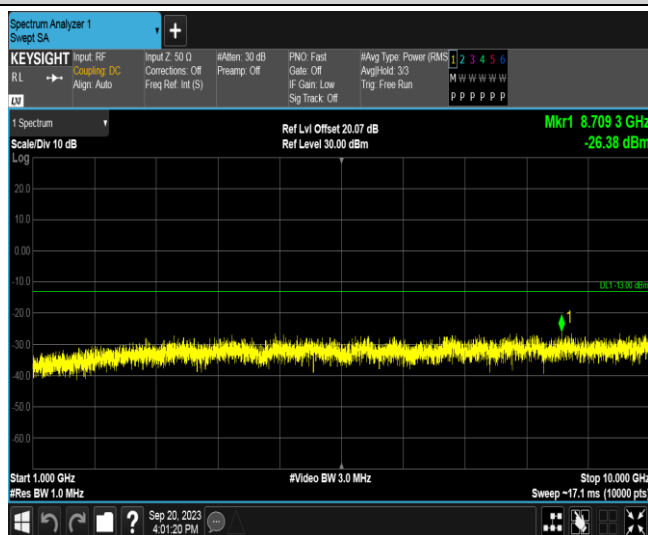 Spectrum Analyzer 1
Swept SA
+
KEYSIGHT
RL
LXI
Input: RF
Coupling: DC
Align: Auto
Input Z: 50 Ω
Corrections: Off
Freq Ref: Int (S)
#Atten: 30 dB
Preamp: Off
PNO: Fast
Gate: Off
IF Gain: Low
Sig Track: Off
#Avg Type: Power (RMS
Avg|Hold: 3/3
Trig: Free Run
1 2 3 4 5 6
M W W W W W
P P P P P P
1 Spectrum
Scale/Div 10 dB
Log
Ref Lvl Offset 20.07 dB
Ref Level 30.00 dBm
Mkr1 8.709 3 GHz
-26.38 dBm
20.0
10.0
0.00
-10.0
DL1 -13.00 dBm
1
-20.0
-30.0
-40.0
-50.0
-60.0
Start 1.000 GHz
#Res BW 1.0 MHz
#Video BW 3.0 MHz
Stop 10.000 GHz
Sweep ~17.1 ms (10000 pts)
?
Sep 20, 2023
4:01:20 PM